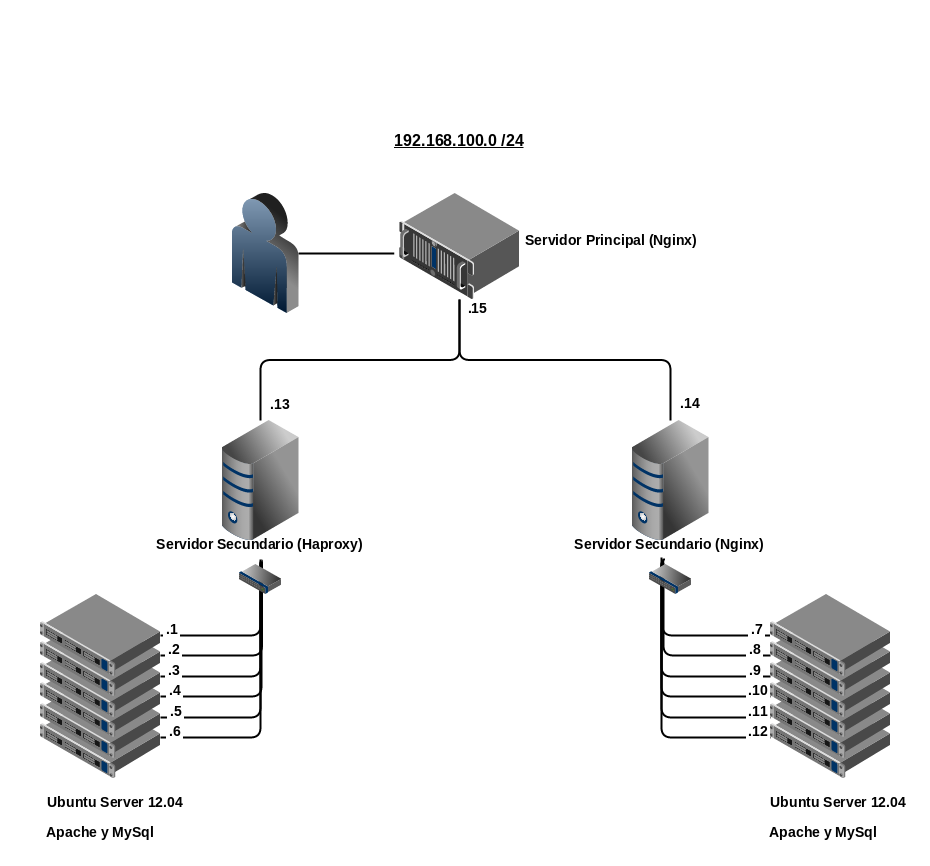 192.168.100.0 /24
Servidor Principal (Nginx)
.15
.13
.14
Servidor Secundario (Haproxy)
Servidor Secundario (Nginx)
.1
.2
.3
.4
.5
.6
.7
.8
.9
.10
.11
.12
Ubuntu Server 12.04
Apache y MySql
Ubuntu Server 12.04
Apache y MySql